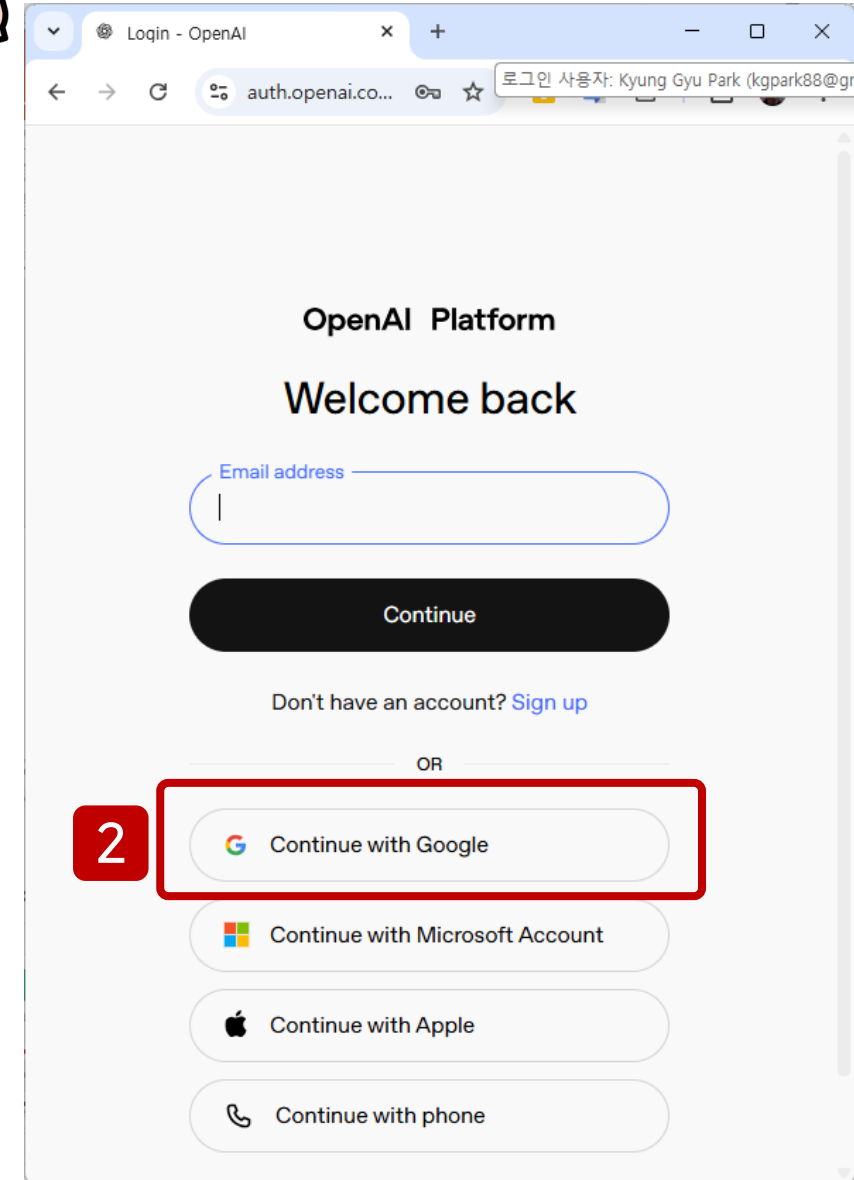 Login - OpenAI
auth.openai.co...
로그인 사용자: Kyung Gyu Park (kgpark88@gm
OpenAI Platform
Welcome back
Email address
Continue
Don't have an account? Sign up
OR
2
Continue with Google
Continue with Microsoft Account
Continue with Apple
Continue with phone